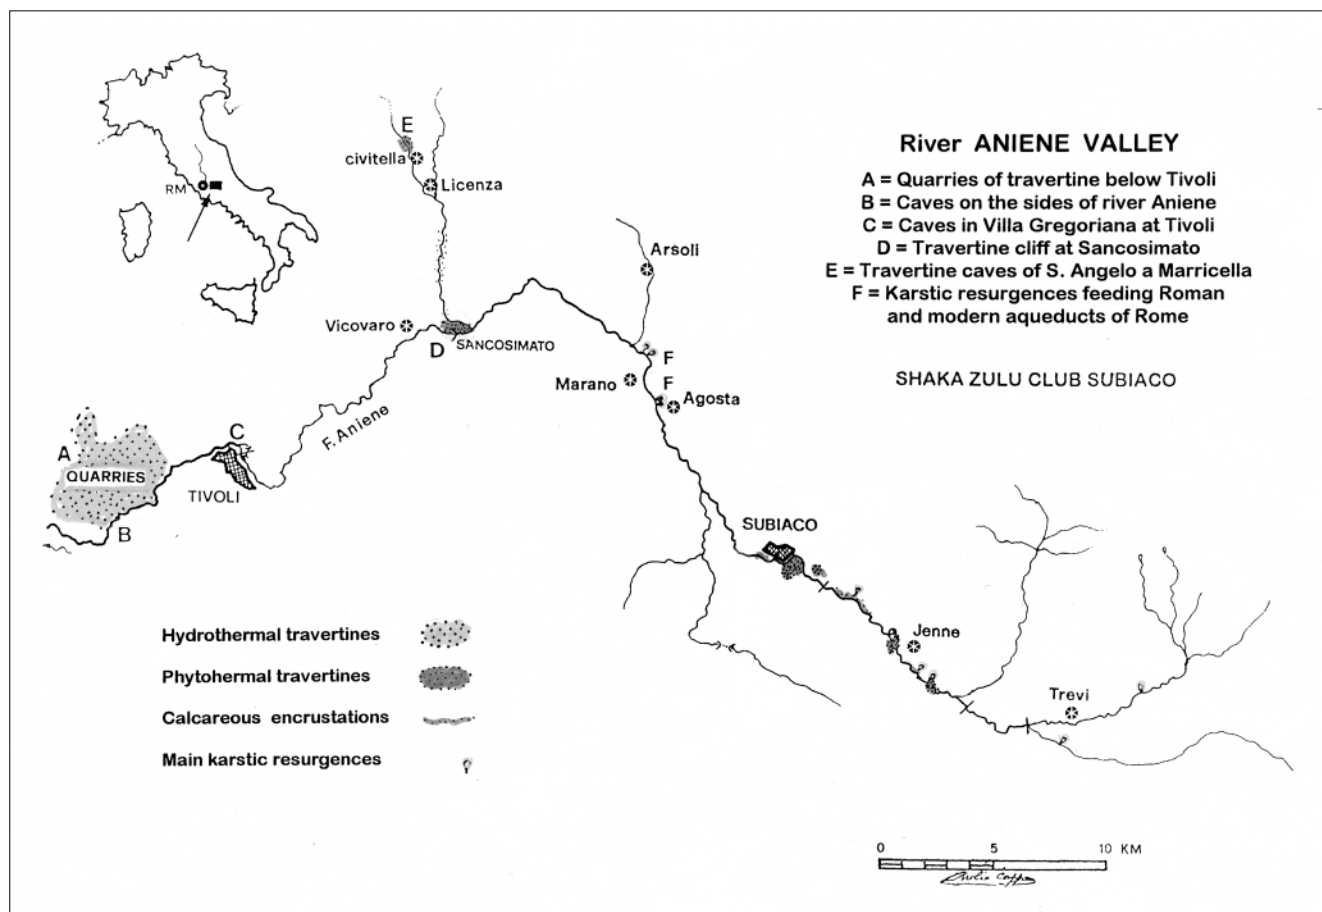 River ANIENE VALLEY
A = Quarries of travertine below Tivoli
B = Caves on the sides of river Aniene
C = Caves in Villa Gregoriana at Tivoli
D = Travertine cliff at Sancosimato
E = Travertine caves of S. Angelo a Marricella
F = Karstic resurgences feeding Roman
and modern aqueducts of Rome
SHAKA ZULU CLUB SUBIACO
RM
E
civitella
Licenza
Arsoli
Vicovaro
D
SANCOSIMATO
F
F
Marano
Agosta
F. Aniene
C
A
QUARRIES
TIVOLI
B
SUBIACO
Jenne
Trevi
Hydrothermal travertines
Phytohermal travertines
Calcareous encrustations
Main karstic resurgences
0 5 10 KM